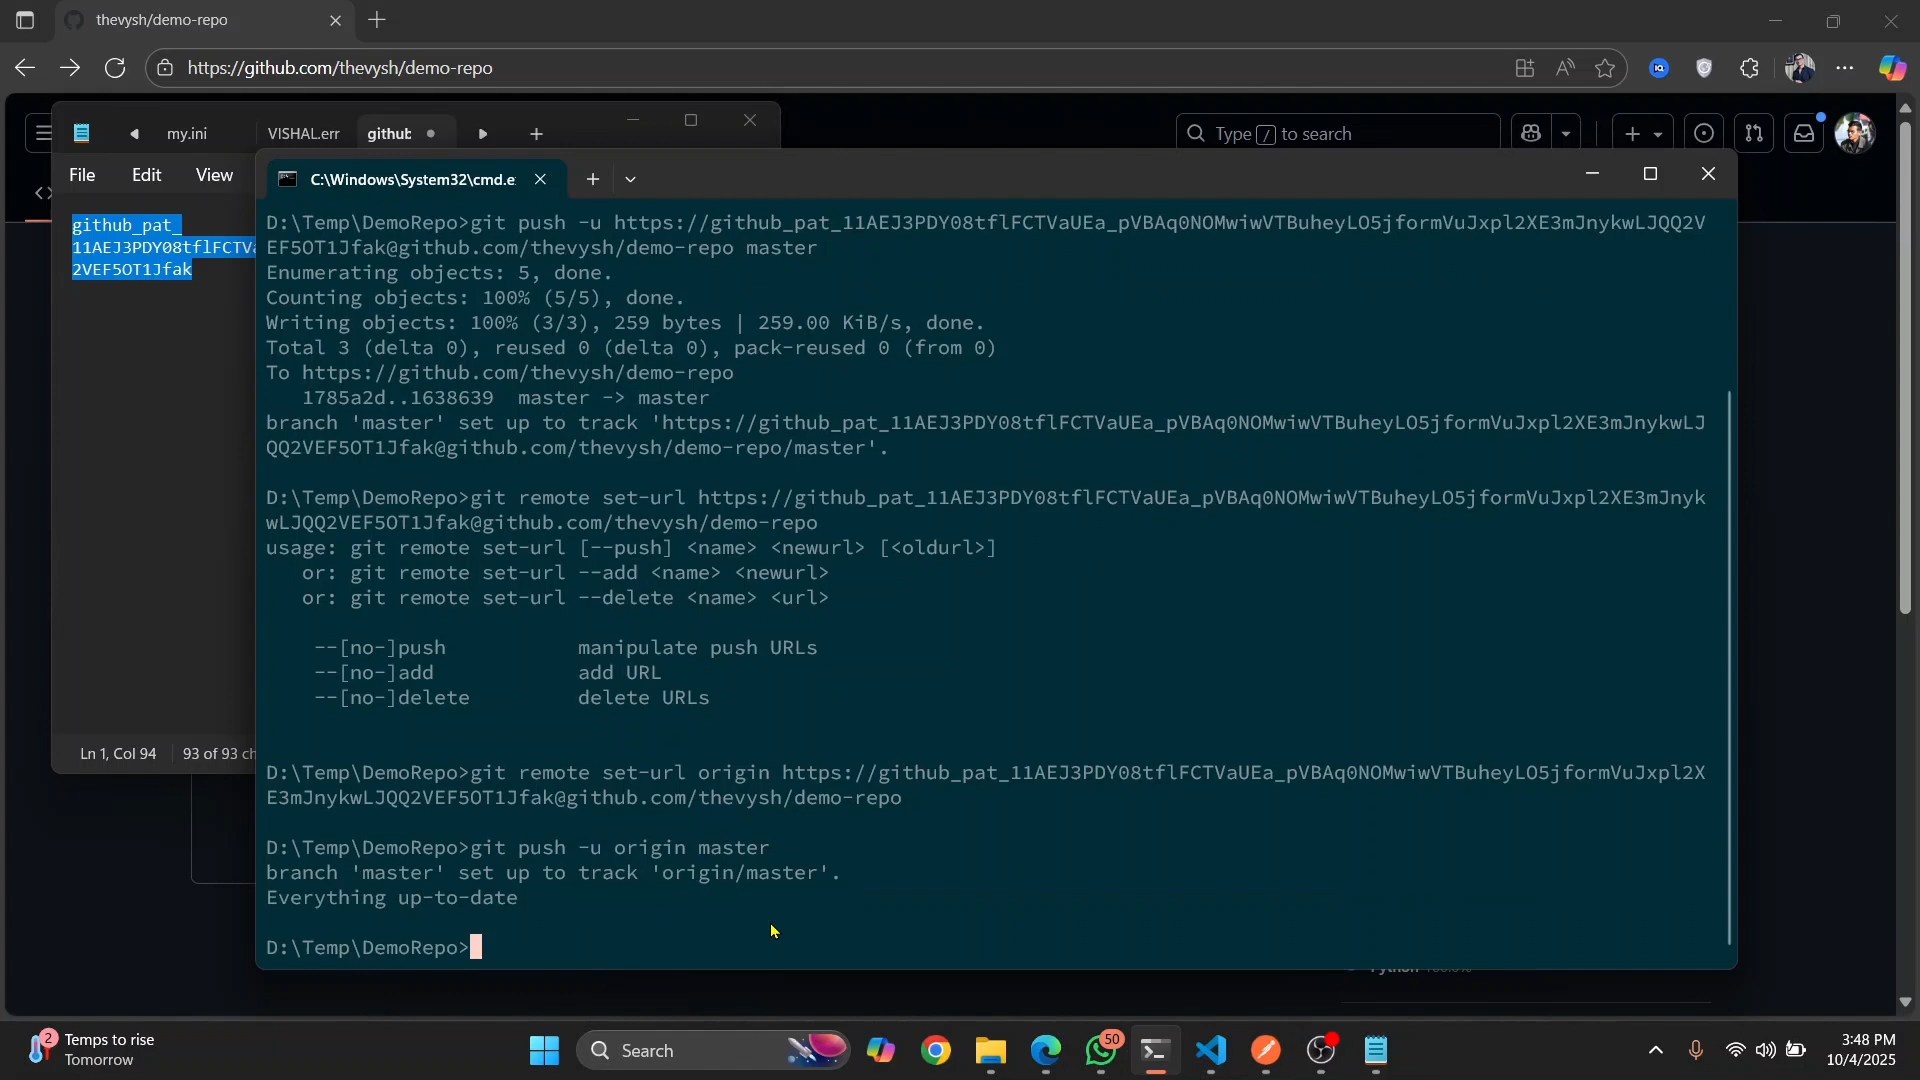 thevysh/demo-repo
https://github.com/thevysh/demo-repo
my.ini
VISHAL.err
github
Type / to search
File
Edit
View
C:\Windows\System32\cmd.e
github_pat_
11AEJ3PDY08tflFCTVa
2VEF5OT1Jfak
D:\Temp\DemoRepo>git push -u https://github_pat_11AEJ3PDY08tflFCTVaUEa_pVBAq0NOMwiwVTBuheyLO5jformVuJxpl2XE3mJnykwLJQQ2V
EF5OT1Jfak@github.com/thevysh/demo-repo master
Enumerating objects: 5, done.
Counting objects: 100% (5/5), done.
Writing objects: 100% (3/3), 259 bytes | 259.00 KiB/s, done.
Total 3 (delta 0), reused 0 (delta 0), pack-reused 0 (from 0)
To https://github.com/thevysh/demo-repo
1785a2d..1638639  master -> master
branch 'master' set up to track 'https://github_pat_11AEJ3PDY08tflFCTVaUEa_pVBAq0NOMwiwVTBuheyLO5jformVuJxpl2XE3mJnykwLJ
QQ2VEF5OT1Jfak@github.com/thevysh/demo-repo/master'.
D:\Temp\DemoRepo>git remote set-url https://github_pat_11AEJ3PDY08tflFCTVaUEa_pVBAq0NOMwiwVTBuheyLO5jformVuJxpl2XE3mJnyk
wLJQQ2VEF5OT1Jfak@github.com/thevysh/demo-repo
usage: git remote set-url [--push] <name> <newurl> [<oldurl>]
or: git remote set-url --add <name> <newurl>
or: git remote set-url --delete <name> <url>
--[no-]push manipulate push URLs
--[no-]add add URL
--[no-]delete delete URLs
D:\Temp\DemoRepo>git remote set-url origin https://github_pat_11AEJ3PDY08tflFCTVaUEa_pVBAq0NOMwiwVTBuheyLO5jformVuJxpl2X
E3mJnykwLJQQ2VEF5OT1Jfak@github.com/thevysh/demo-repo
D:\Temp\DemoRepo>git push -u origin master
branch 'master' set up to track 'origin/master'.
Everything up-to-date
D:\Temp\DemoRepo>
Ln 1, Col 94
93 of 93 ch
2
Temps to rise
Tomorrow
Search
50
3:48 PM
10/4/2025